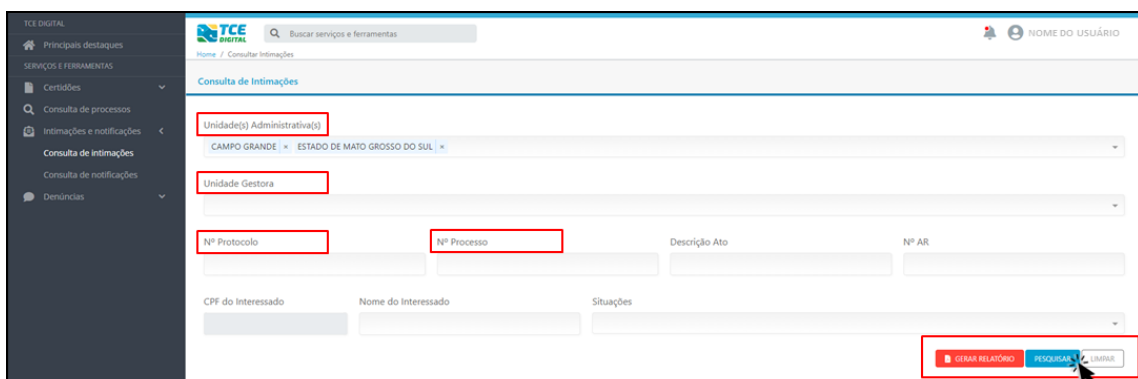 TCE DIGITAL
Principais destaques
SERVIÇOS E FERRAMENTAS
Certidões
Consulta de processos
Intimações e notificações
Consulta de intimações
Consulta de notificações
Denúncias
TCE
DIGITAL
Buscar serviços e ferramentas
NOME DO USUÁRIO
Home / Consultar Intimações
Consulta de Intimações
Unidade(s) Administrativa(s)
CAMPO GRANDE × ESTADO DE MATO GROSSO DO SUL ×
Unidade Gestora
Nº Protocolo Nº Processo Descrição Ato Nº AR
CPF do Interessado Nome do Interessado Situações
GERAR RELATÓRIO PESQUISAR LIMPAR